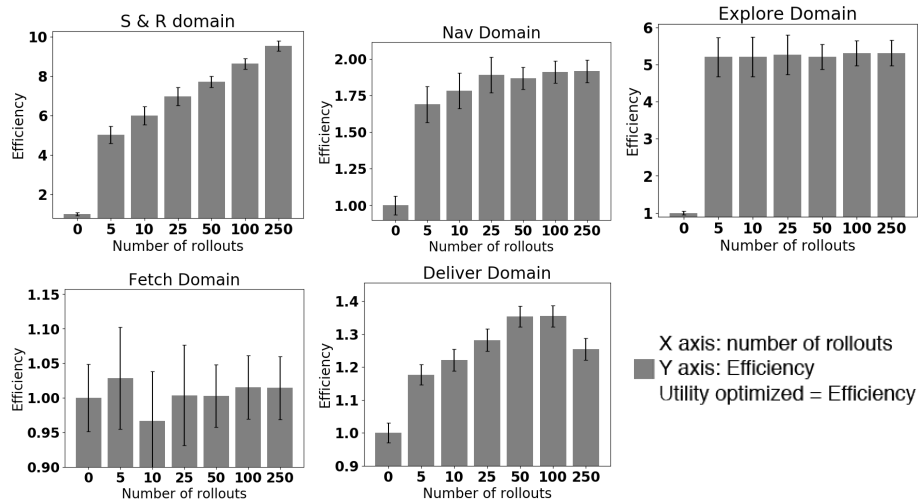 S & R domain
10
8
6
4
2
Efficiency
0 5 10 25 50 100 250
Number of rollouts
Nav Domain
2.00
1.75
1.50
1.25
1.00
Efficiency
0 5 10 25 50 100 250
Number of rollouts
Explore Domain
6
5
4
3
2
1
Efficiency
0 5 10 25 50 100 250
Number of rollouts
Fetch Domain
1.15
1.10
1.05
1.00
0.95
0.90
Efficiency
0 5 10 25 50 100 250
Number of rollouts
Deliver Domain
1.4
1.3
1.2
1.1
1.0
0.9
Efficiency
0 5 10 25 50 100 250
Number of rollouts
X axis: number of rollouts
Y axis: Efficiency
Utility optimized = Efficiency